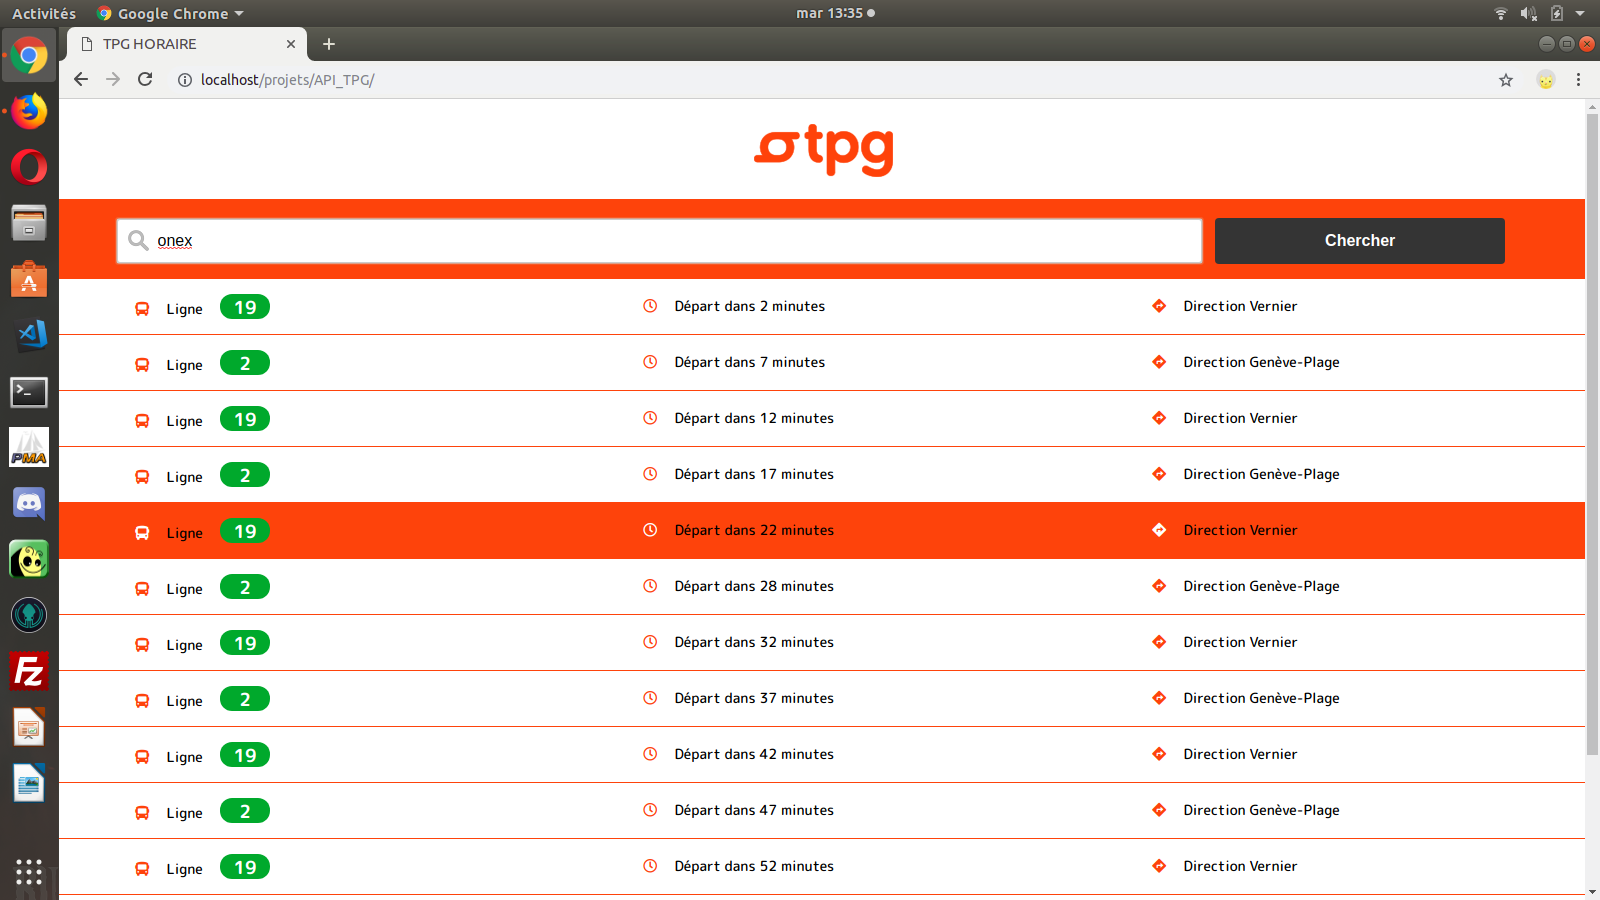 Activités Google Chrome mar 13:35
TPG HORAIRE
localhost/projets/API_TPG/
tpg
onex Chercher
Ligne 19 Départ dans 2 minutes Direction Vernier
Ligne 2 Départ dans 7 minutes Direction Genève-Plage
Ligne 19 Départ dans 12 minutes Direction Vernier
Ligne 2 Départ dans 17 minutes Direction Genève-Plage
Ligne 19 Départ dans 22 minutes Direction Vernier
Ligne 2 Départ dans 28 minutes Direction Genève-Plage
Ligne 19 Départ dans 32 minutes Direction Vernier
Ligne 2 Départ dans 37 minutes Direction Genève-Plage
Ligne 19 Départ dans 42 minutes Direction Vernier
Ligne 2 Départ dans 47 minutes Direction Genève-Plage
Ligne 19 Départ dans 52 minutes Direction Vernier
PMA
Fz